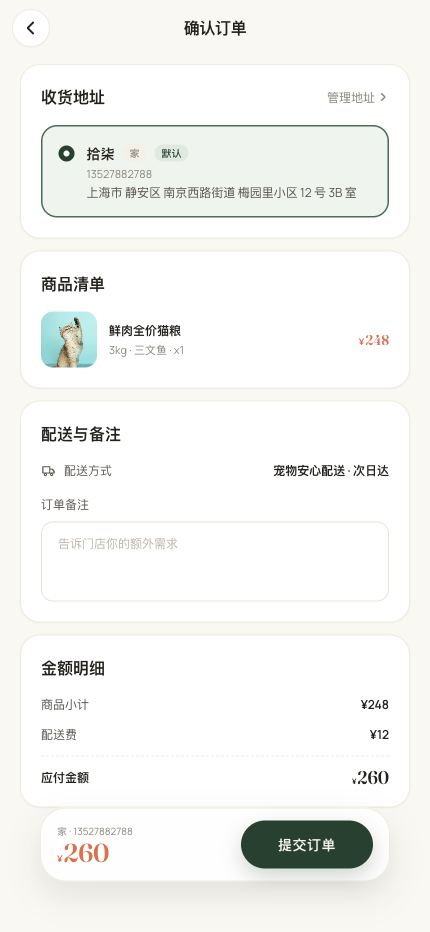 确认订单
收货地址
管理地址
拾柒 家 默认
13527882788
上海市 静安区 南京西路街道 梅园里小区 12 号 3B 室
商品清单
鲜肉全价猫粮
3kg · 三文鱼 · x1
¥248
配送与备注
配送方式
宠物安心配送 · 次日达
订单备注
告诉门店你的额外需求
金额明细
商品小计
¥248
配送费
¥12
应付金额
¥260
家 · 13527882788
¥260
提交订单